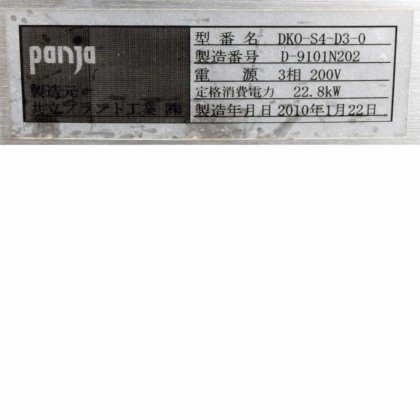 panja
製造元
共立プラント工業 ㈱
型番名 DKO-S4-D3-0
製造番号 D-9101N202
電源 3相 200V
定格消費電力 22.8kW
製造年月日 2010年1月22日